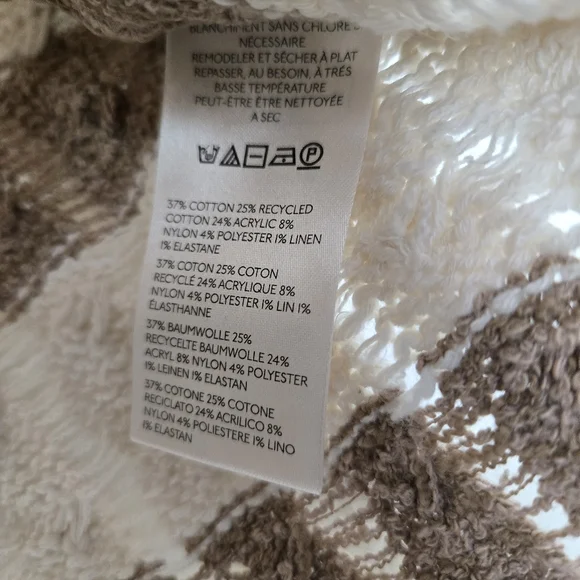 BLANCHIMENT SANS CHLORE S
NÉCESSAIRE
REMODELER ET SÉCHER À PLAT
REPASSER, AU BESOIN, À TRÉS
BASSE TEMPÉRATURE
PEUT-ÊTRE ÊTRE NETTOYÉE
A SEC
37% COTTON 25% RECYCLED
COTTON 24% ACRYLIC 8%
NYLON 4% POLYESTER 1% LINEN
1% ELASTANE
37% COTON 25% COTON
RECYCLÉ 24% ACRYLIQUE 8%
NYLON 4% POLYESTER 1% LIN 1%
ÉLASTHANNE
37% BAUMWOLLE 25%
RECYCELTE BAUMWOLLE 24%
ACRYL 8% NYLON 4% POLYESTER
1% LEINEN 1% ELASTAN
37% COTONE 25% COTONE
RECICLATO 24% ACRILICO 8%
NYLON 4% POLIESTERE 1% LINO
1% ELASTAN